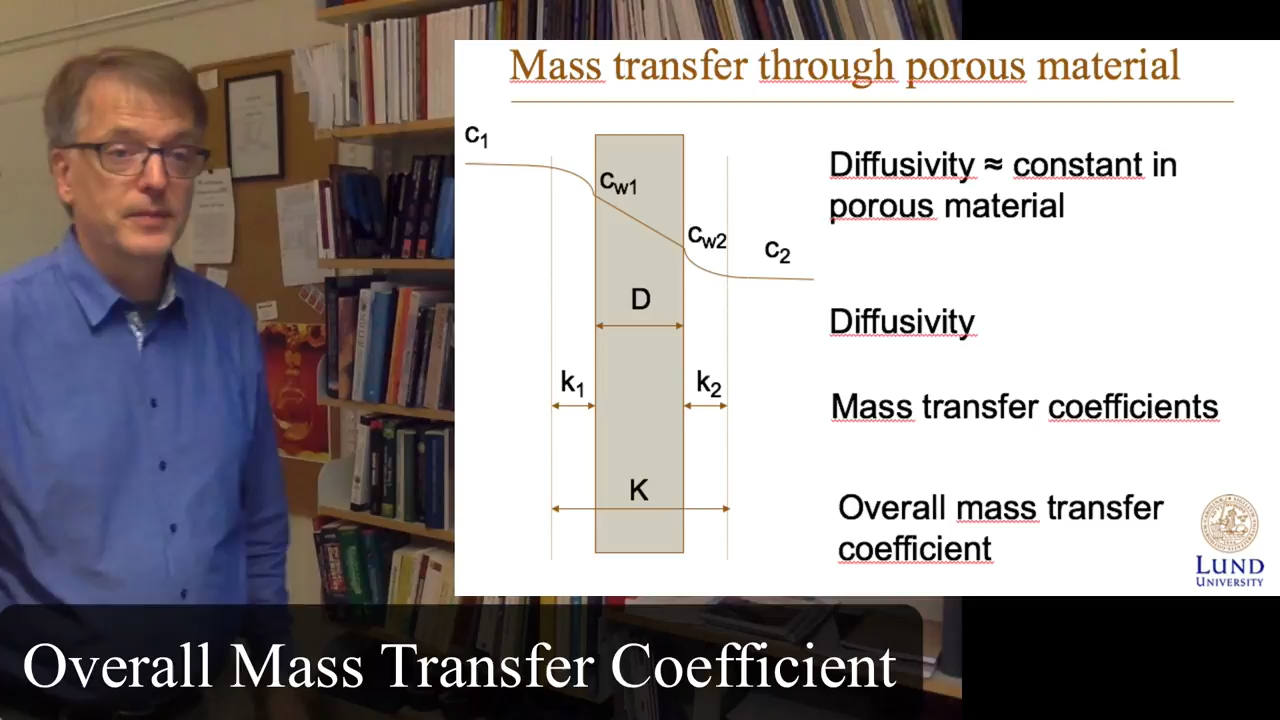 Mass transfer through porous material
c1
cw1
cw2
c2
D
k1
k2
K
Diffusivity ≈ constant in
porous material
Diffusivity
Mass transfer coefficients
Overall mass transfer
coefficient
LUND
UNIVERSITY
Overall Mass Transfer Coefficient